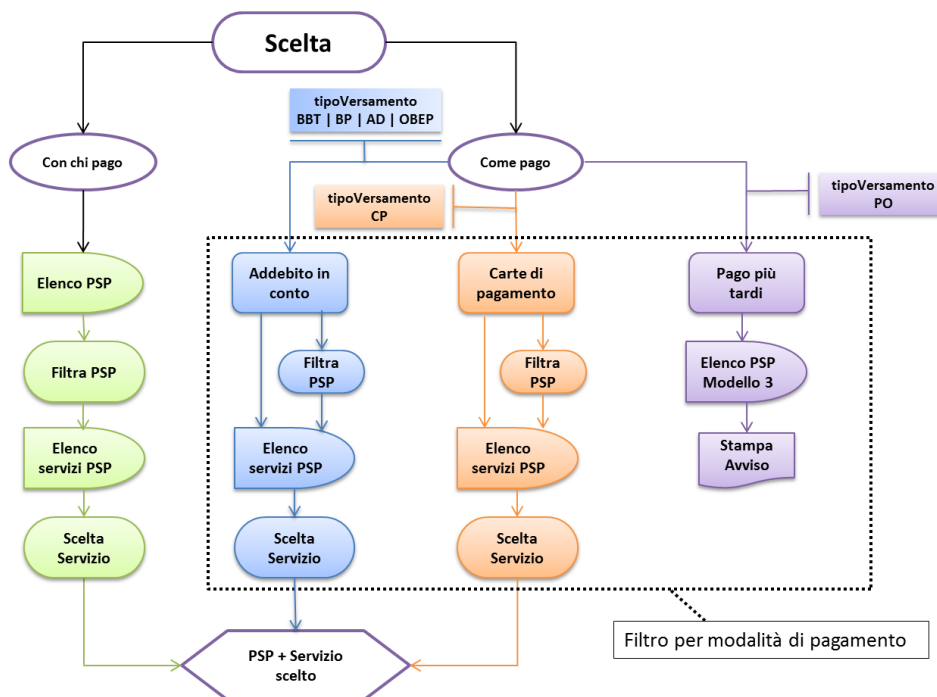 Scelta
tipoVersamento
BBT | BP | AD | OBEP
Con chi pago
Come pago
tipoVersamento
CP
tipoVersamento
PO
Elenco PSP
Addebito in
conto
Carte di
pagamento
Pago più
tardi
Filtra PSP
Filtra
PSP
Filtra
PSP
Elenco PSP
Modello 3
Elenco
servizi PSP
Elenco
servizi PSP
Elenco
servizi PSP
Stampa
Avviso
Scelta
Servizio
Scelta
Servizio
Scelta
Servizio
Filtro per modalità di pagamento
PSP + Servizio
scelto